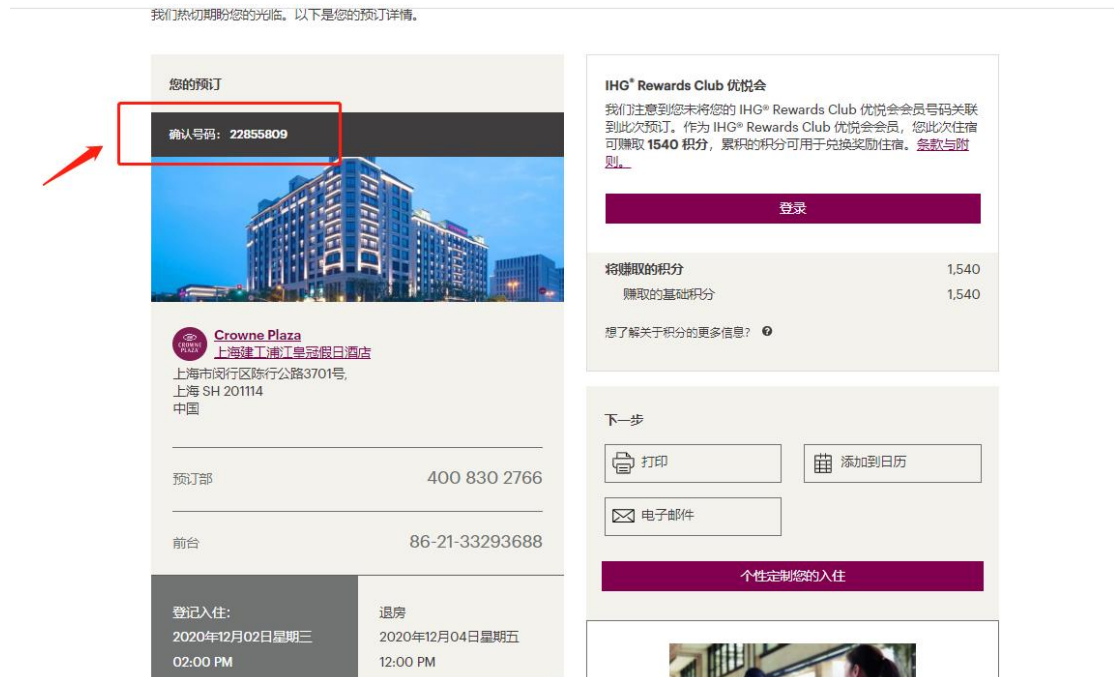 我们热切期盼您的光临。以下是您的预订详情。
您的预订
确认号码：22855809
Crowne Plaza
上海建工浦江皇冠假日酒店
上海市闵行区陈行公路3701号,
上海 SH 201114
中国
预订部 400 830 2766
前台 86-21-33293688
登记入住:
2020年12月02日星期三
02:00 PM
退房
2020年12月04日星期五
12:00 PM
IHG® Rewards Club 优悦会
我们注意到您未将您的 IHG® Rewards Club 优悦会会员号码关联
到此次预订。作为 IHG® Rewards Club 优悦会会员，您此次住宿
可赚取 1540 积分，累积的积分可用于兑换奖励住宿。条款与附
则。
登录
将赚取的积分 1,540
赚取的基础积分 1,540
想了解关于积分的更多信息？
下一步
打印
添加到日历
电子邮件
个性定制您的入住